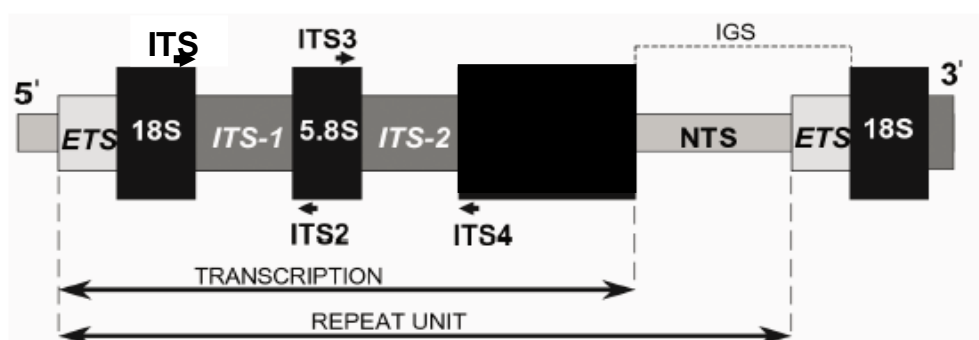 IGS
ITS
ITS3
5' 3'
ETS 18S ITS-1 5.8S ITS-2 NTS ETS 18S
ITS2 ITS4
TRANSCRIPTION
REPEAT UNIT